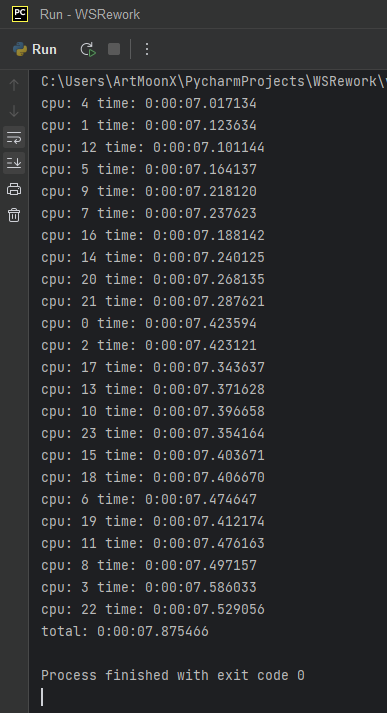 PC Run - WSRework
Run
C:\Users\ArtMoonX\PycharmProjects\WSRework\
cpu: 4 time: 0:00:07.017134
cpu: 1 time: 0:00:07.123634
cpu: 12 time: 0:00:07.101144
cpu: 5 time: 0:00:07.164137
cpu: 9 time: 0:00:07.218120
cpu: 7 time: 0:00:07.237623
cpu: 16 time: 0:00:07.188142
cpu: 14 time: 0:00:07.240125
cpu: 20 time: 0:00:07.268135
cpu: 21 time: 0:00:07.287621
cpu: 0 time: 0:00:07.423594
cpu: 2 time: 0:00:07.423121
cpu: 17 time: 0:00:07.343637
cpu: 13 time: 0:00:07.371628
cpu: 10 time: 0:00:07.396658
cpu: 23 time: 0:00:07.354164
cpu: 15 time: 0:00:07.403671
cpu: 18 time: 0:00:07.406670
cpu: 6 time: 0:00:07.474647
cpu: 19 time: 0:00:07.412174
cpu: 11 time: 0:00:07.476163
cpu: 8 time: 0:00:07.497157
cpu: 3 time: 0:00:07.586033
cpu: 22 time: 0:00:07.529056
total: 0:00:07.875466
Process finished with exit code 0